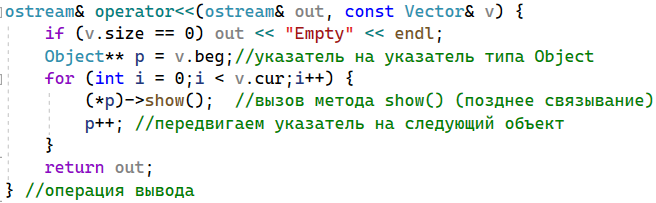 ostream& operator<<(ostream& out, const Vector& v) {
if (v.size == 0) out << "Empty" << endl;
Object** p = v.beg;//указатель на указатель типа Object
for (int i = 0;i < v.cur;i++) {
(*p)->show();  //вызов метода show() (позднее связывание)
p++; //передвигаем указатель на следующий объект
}
return out;
} //операция вывода